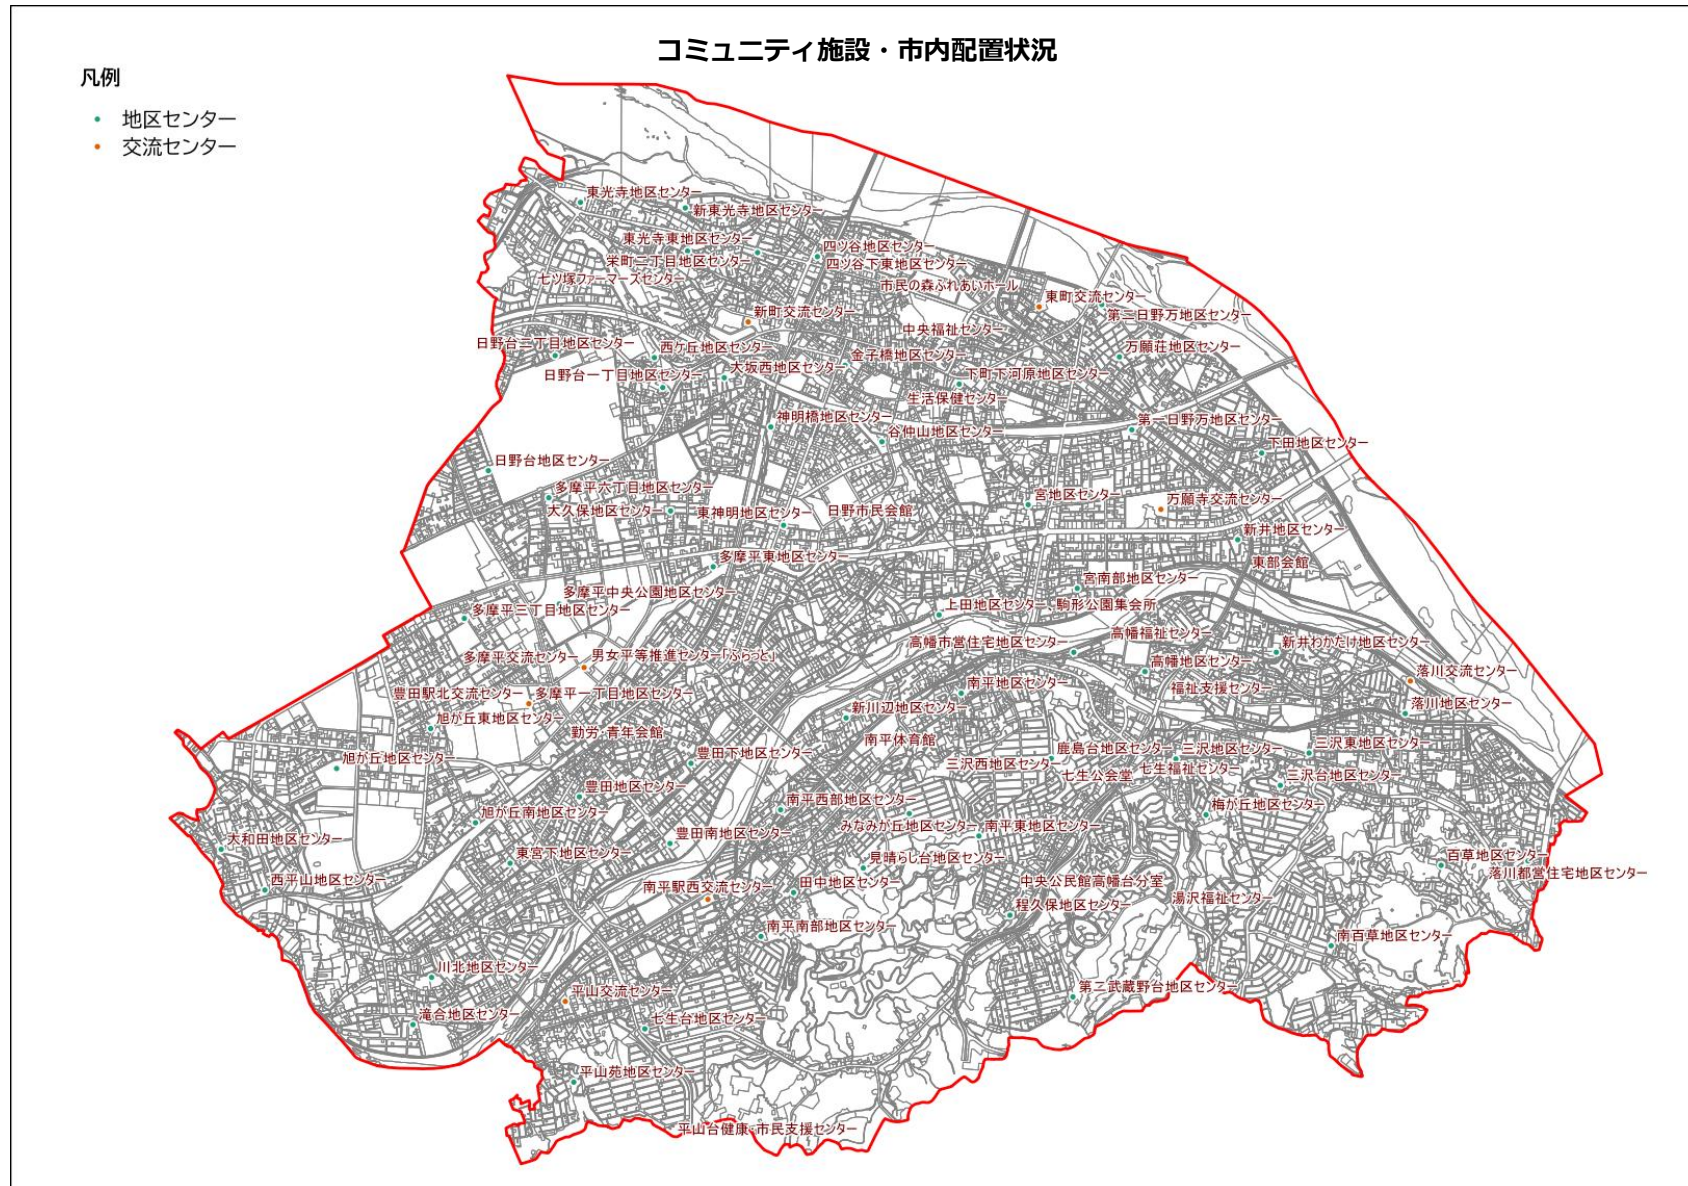 コミュニティ施設・市内配置状況
凡例
地区センター
交流センター
東光寺地区センター
新東光寺地区センター
東光寺東地区センター
四ツ谷地区センター
栄町二丁目地区センター
四ツ谷下東地区センター
七ツ塚ファーマーズセンター
市民の森ふれあいホール
東町交流センター
新町交流センター
第二日野万地区センター
中央福祉センター
日野台二丁目地区センター
西ケ丘地区センター
金子橋地区センター
万願荘地区センター
日野台一丁目地区センター
大坂西地区センター
下町下河原地区センター
生活保健センター
神明橋地区センター
第一日野万地区センター
谷仲山地区センター
下田地区センター
日野台地区センター
多摩平六丁目地区センター
宮地区センター
万願寺交流センター
大久保地区センター
東神明地区センター
日野市民会館
新井地区センター
多摩平東地区センター
東部会館
宮南部地区センター
多摩平中央公園地区センター
多摩平三丁目地区センター
上田地区センター、駒形公園集会所
高幡福祉センター
高幡市営住宅地区センター
新井わかたけ地区センター
多摩平交流センター
男女平等推進センター「ふらっと」
高幡地区センター
落川交流センター
豊田駅北交流センター
多摩平一丁目地区センター
南平地区センター
福祉支援センター
落川地区センター
旭が丘東地区センター
勤労・青年会館
新川辺地区センター
南平体育館
豊田下地区センター
鹿島台地区センター
三沢地区センター
三沢東地区センター
旭が丘地区センター
三沢西地区センター
七生公会堂
七生福祉センター
三沢台地区センター
豊田地区センター
南平西部地区センター
梅が丘地区センター
旭が丘南地区センター
みなみが丘地区センター
南平東地区センター
豊田南地区センター
大和田地区センター
東宮下地区センター
見晴らし台地区センター
百草地区センター
落川都営住宅地区センター
西平山地区センター
南平駅西交流センター
田中地区センター
中央公民館高幡台分室
湯沢福祉センター
程久保地区センター
南平南部地区センター
南百草地区センター
川北地区センター
平山交流センター
第二武蔵野台地区センター
滝合地区センター
七生台地区センター
平山苑地区センター
平山台健康・市民支援センター